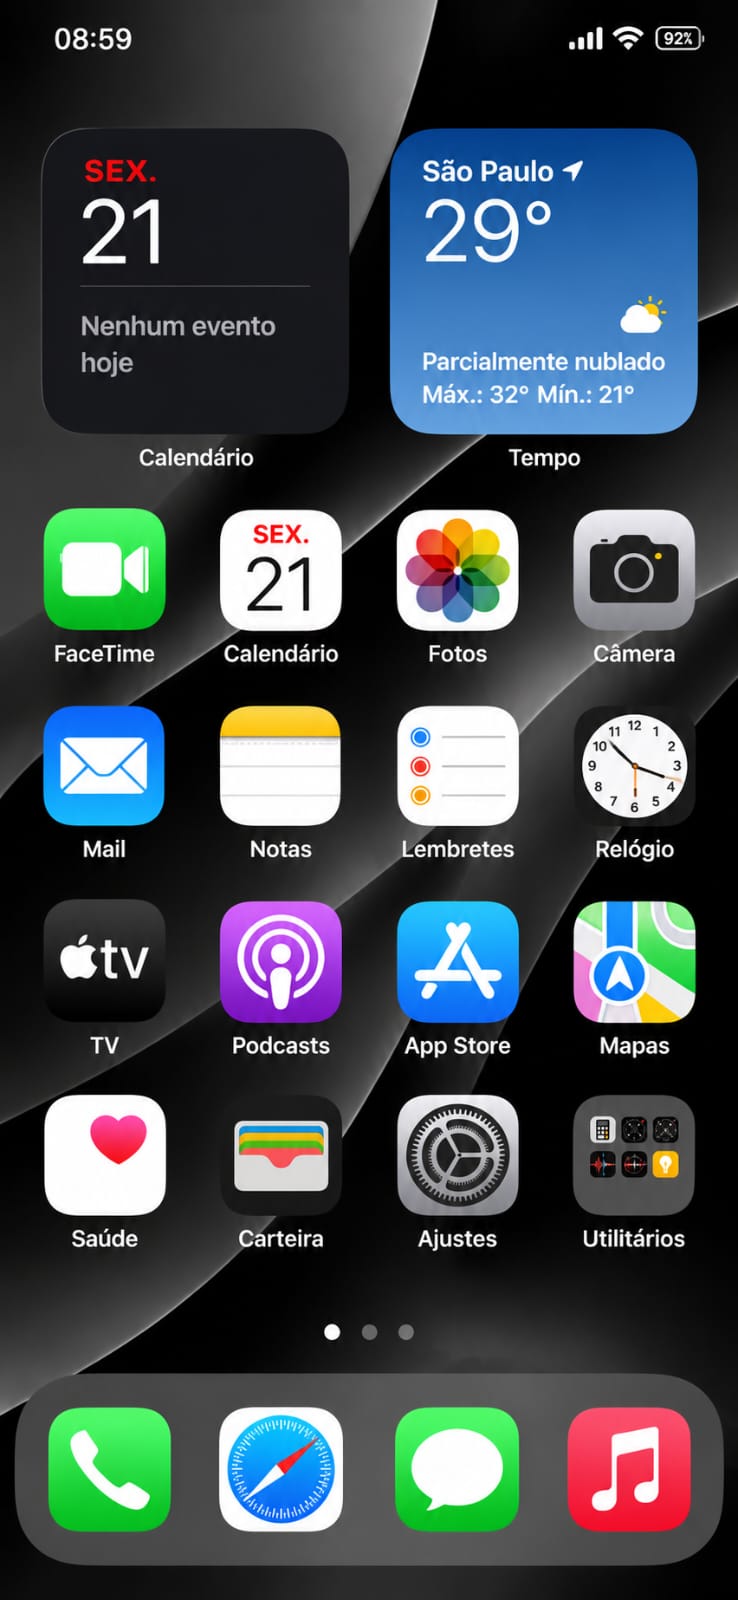 08:59
92%
SEX.
21
Nenhum evento
hoje
Calendário
São Paulo
29°
Parcialmente nublado
Máx.: 32° Mín.: 21°
Tempo
SEX.
21
FaceTime
Calendário
Fotos
Câmera
12
1
2
3
4
5
6
7
8
9
10
11
Mail
Notas
Lembretes
Relógio
tv
TV
Podcasts
App Store
Mapas
Saúde
Carteira
Ajustes
Utilitários